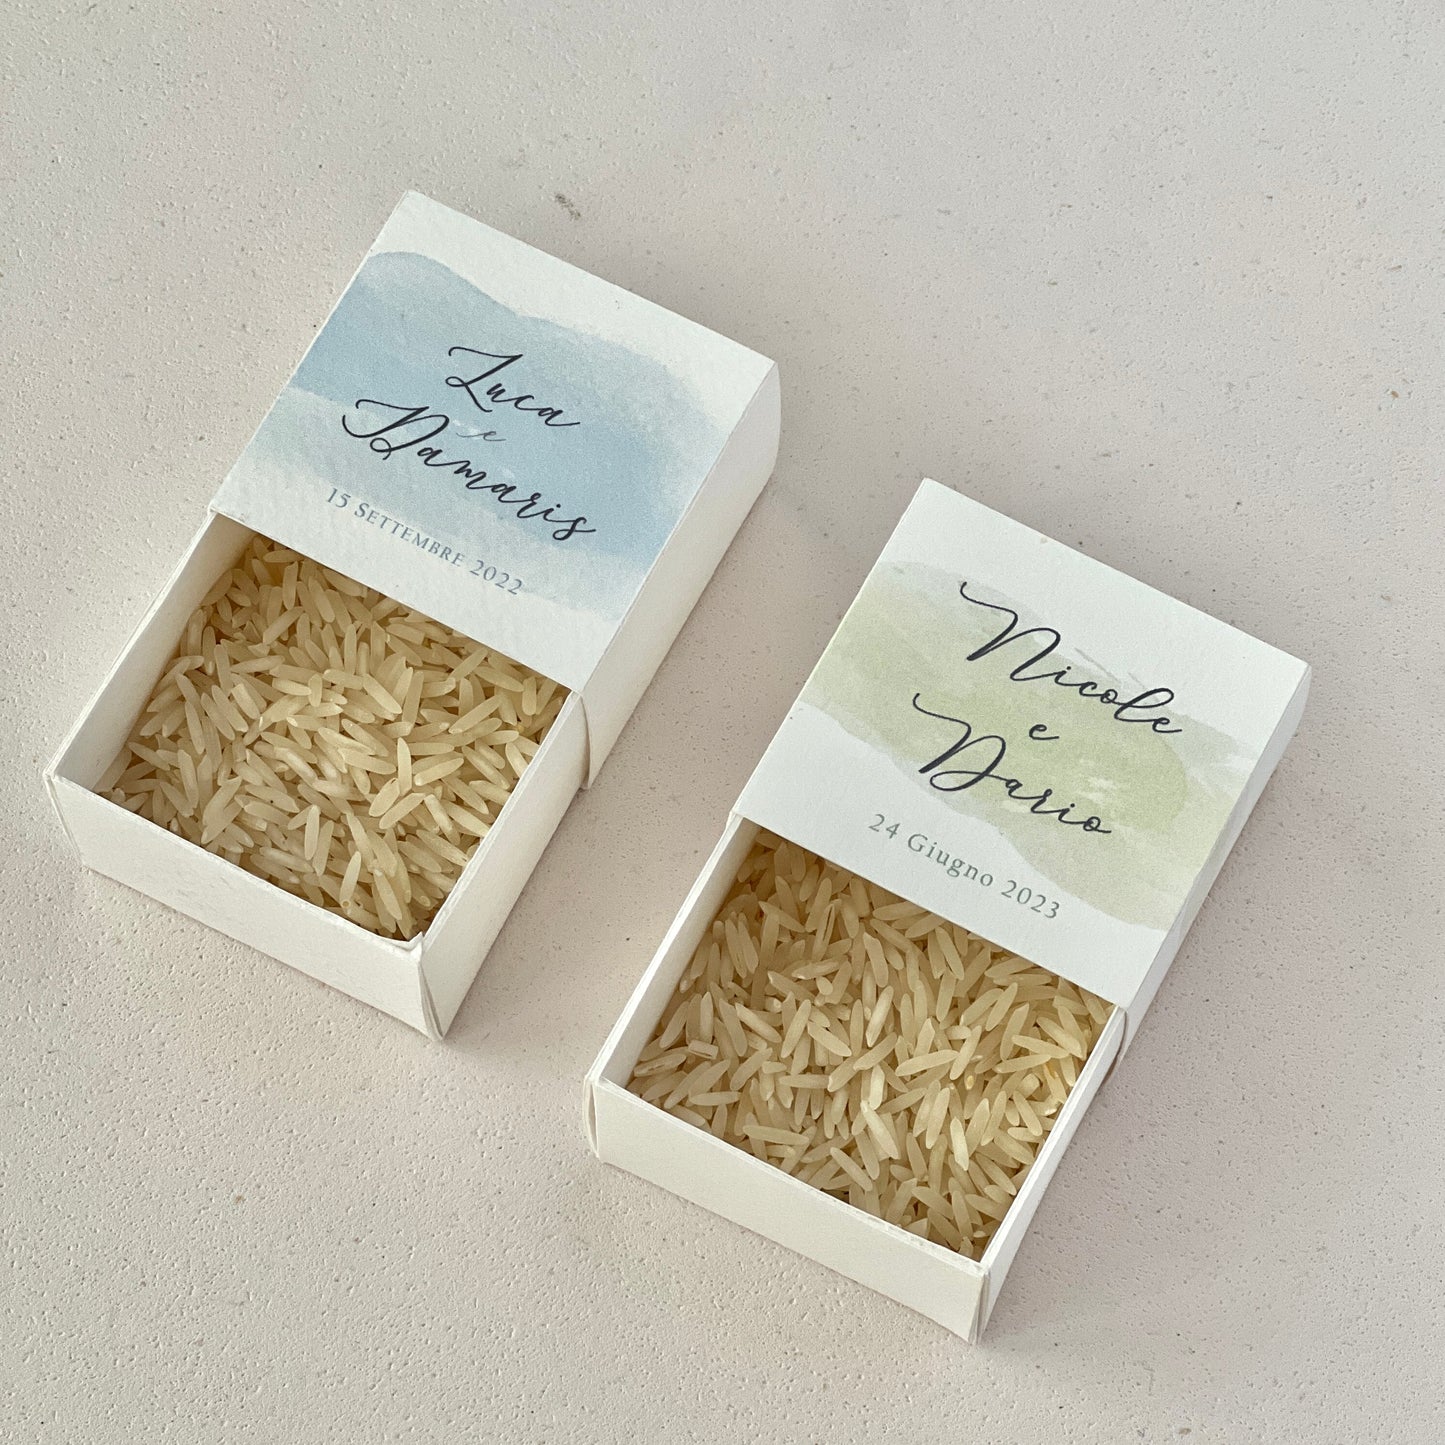 Luca
e
Damaris
15 Settembre 2022
Nicole
e
Dario
24 Giugno 2023